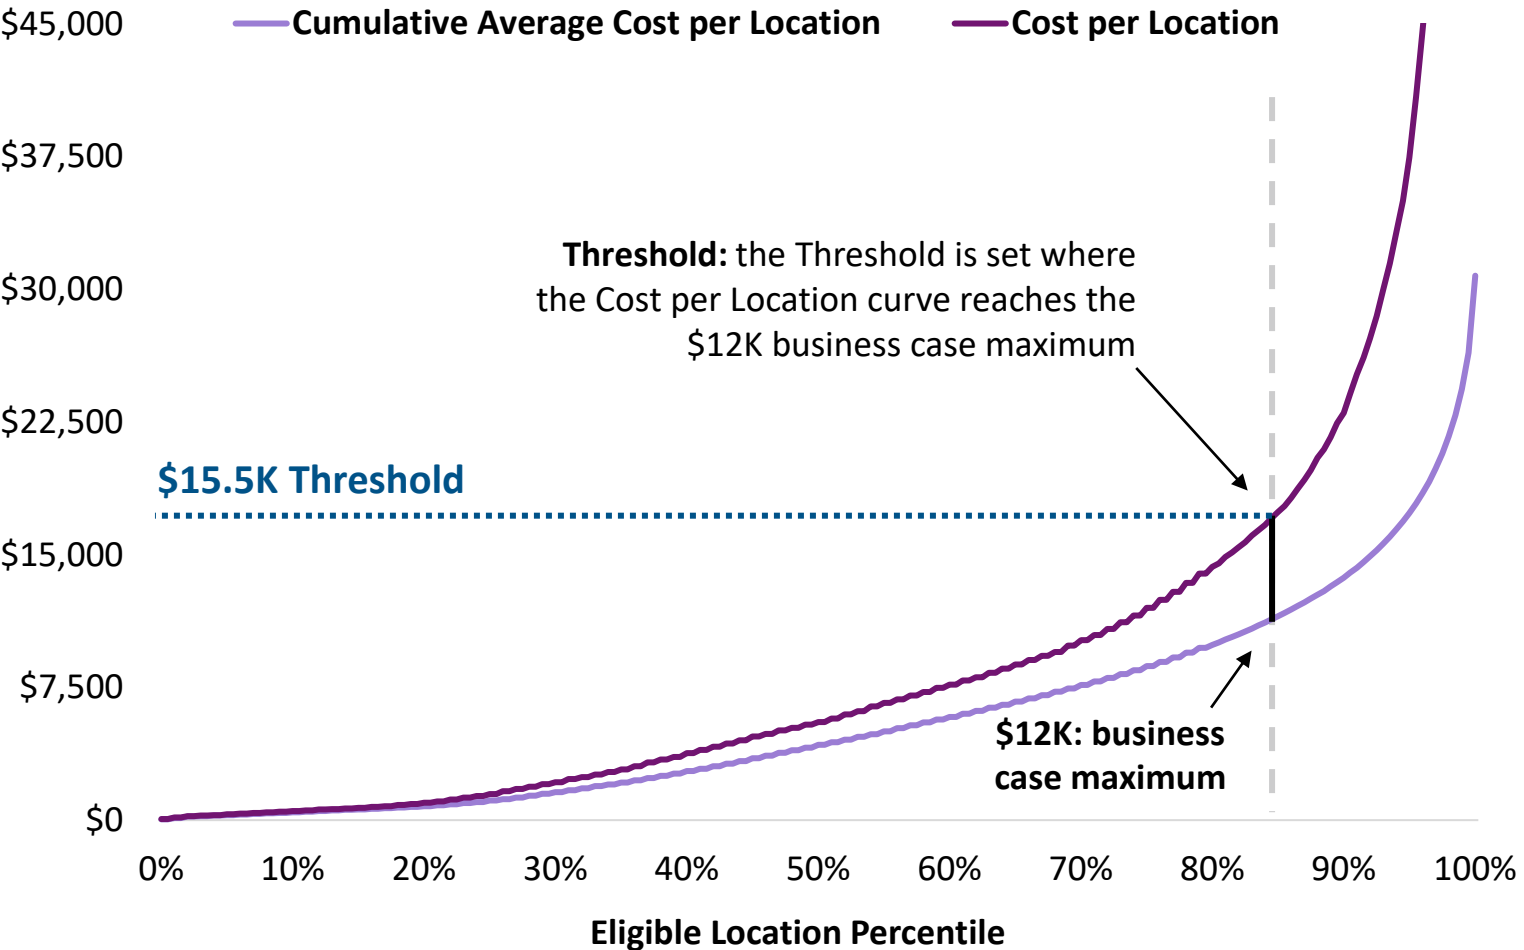 Cumulative Average Cost per Location
Cost per Location
$45,000
$37,500
$30,000
$22,500
$15,000
$7,500
$0
Threshold: the Threshold is set where
the Cost per Location curve reaches the
$12K business case maximum
$15.5K Threshold
$12K: business
case maximum
0% 10% 20% 30% 40% 50% 60% 70% 80% 90% 100%
Eligible Location Percentile